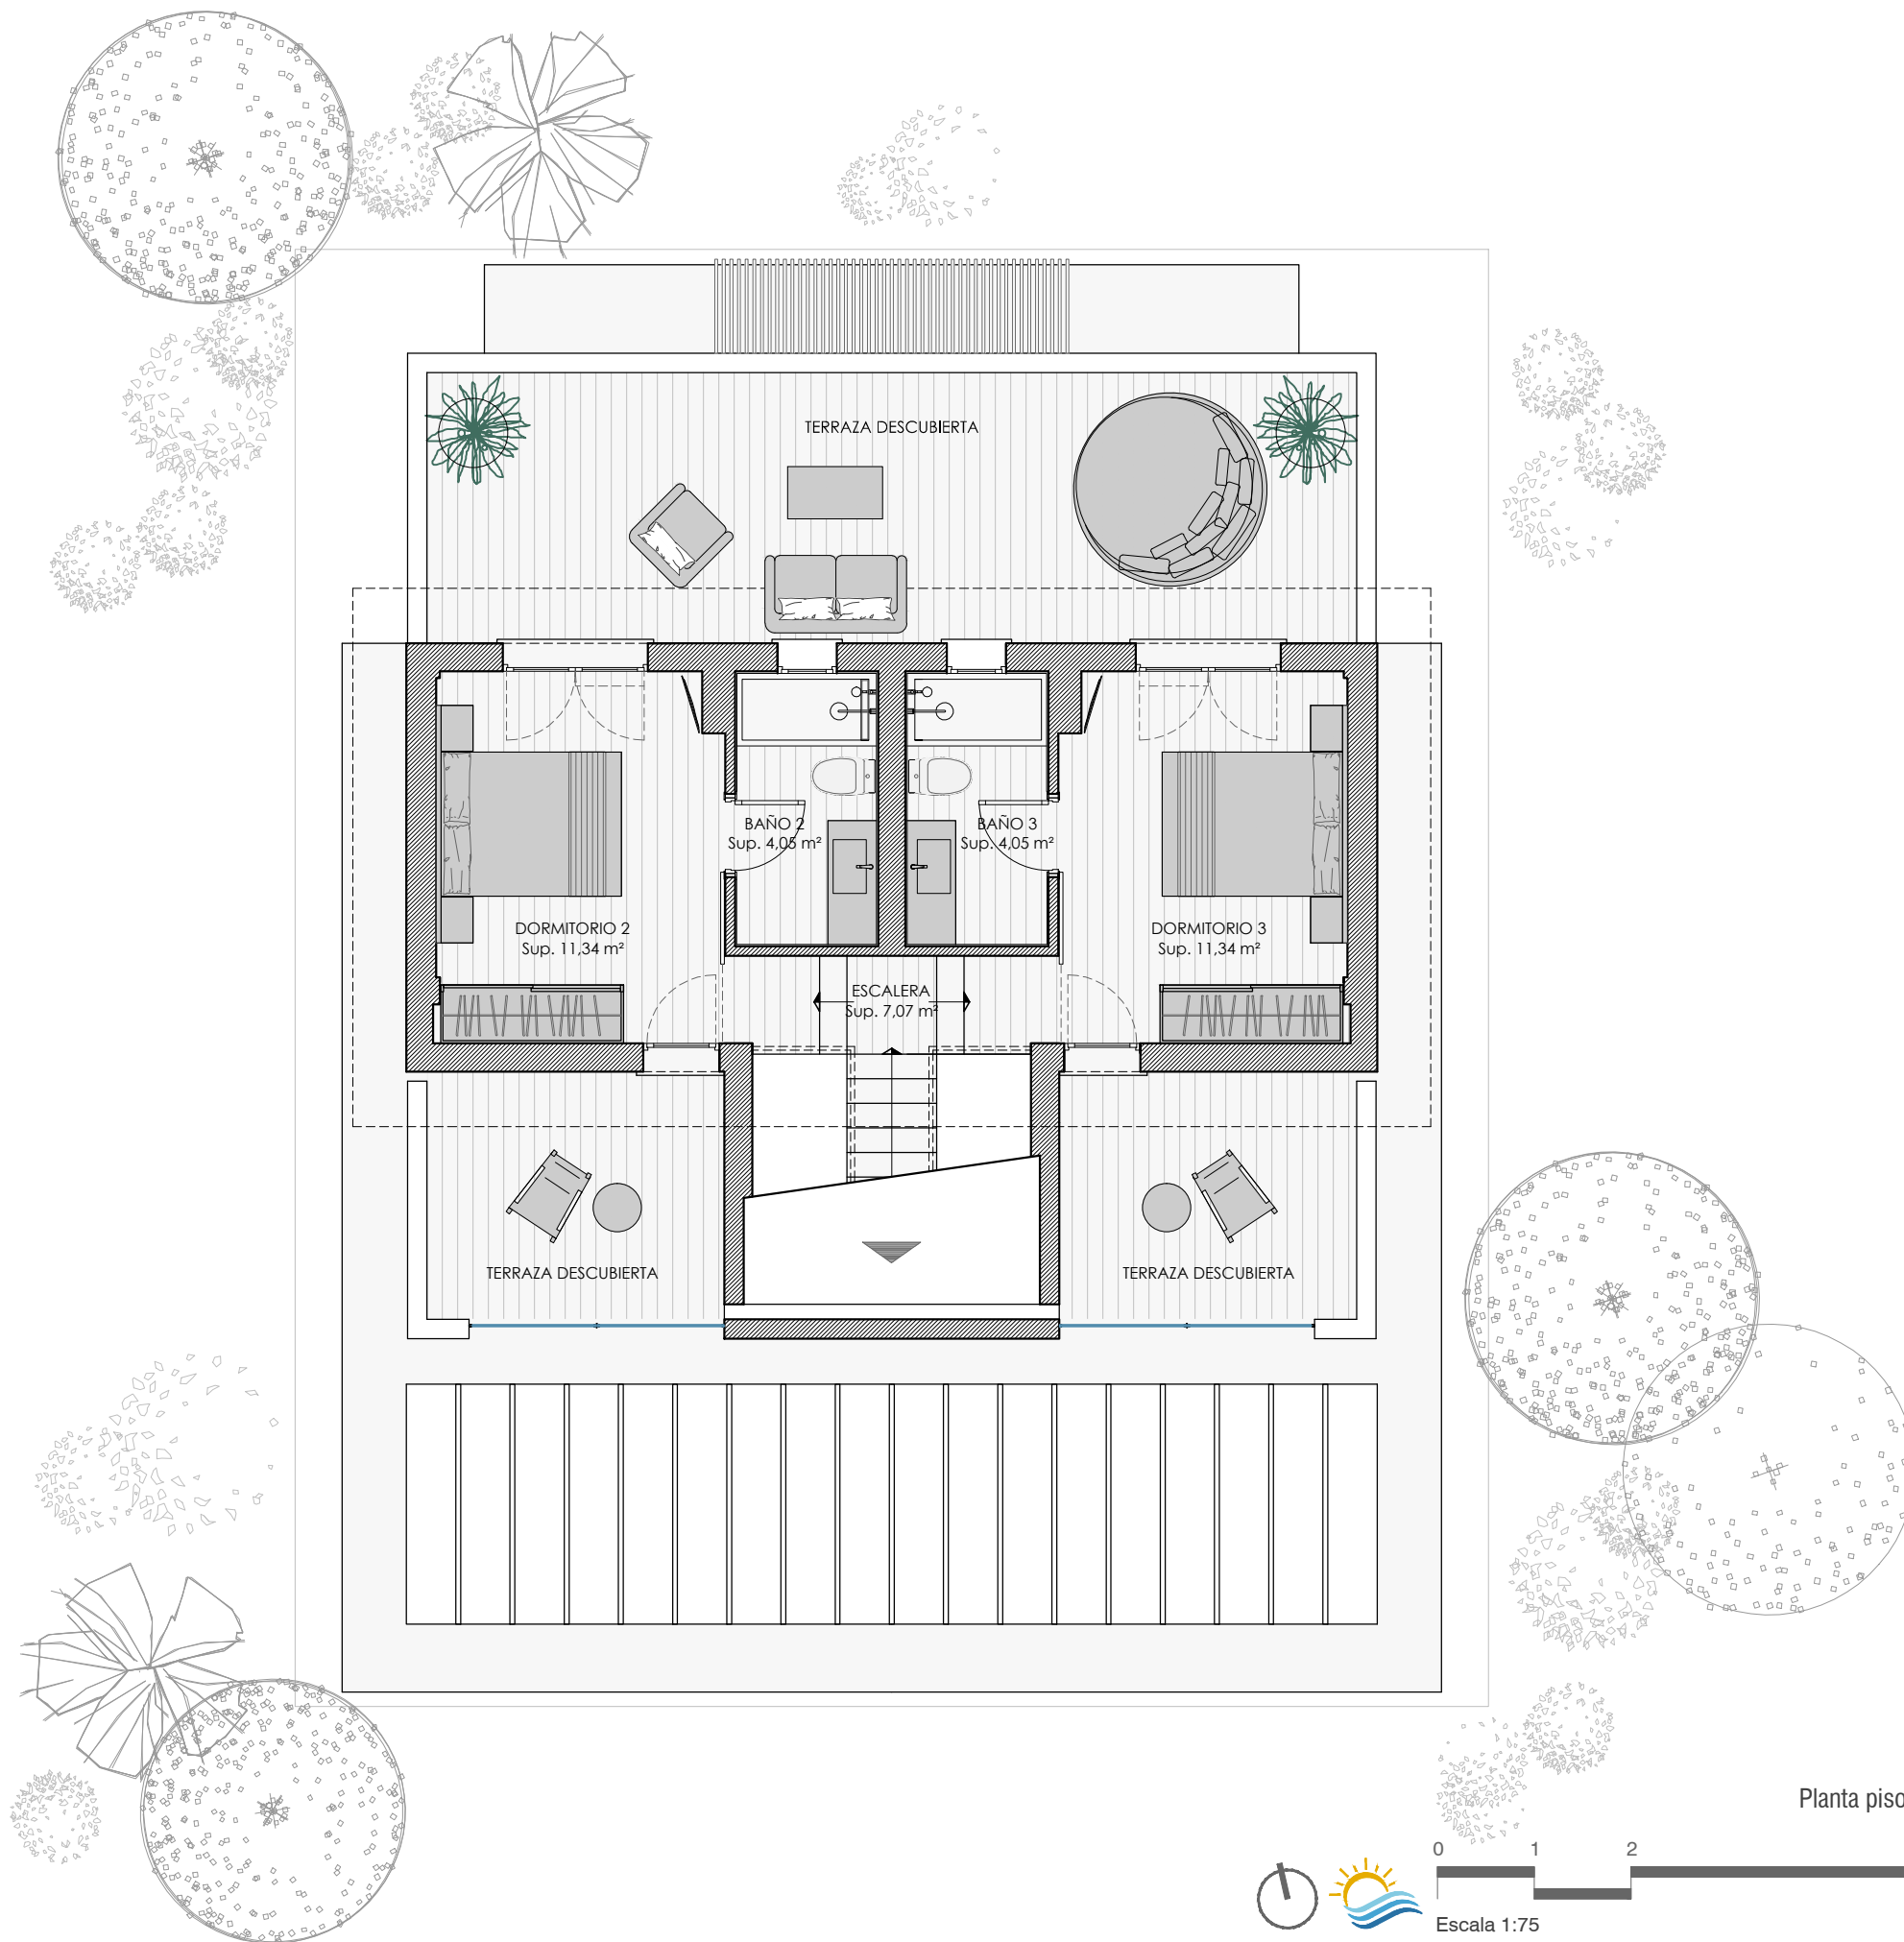 TERRAZA DESCUBIERTA
BAÑO 2
Sup. 4,05 m²
BAÑO 3
Sup. 4,05 m²
DORMITORIO 2
Sup. 11,34 m²
DORMITORIO 3
Sup. 11,34 m²
ESCALERA
Sup. 7,07 m²
TERRAZA DESCUBIERTA
TERRAZA DESCUBIERTA
Planta piso
0 1 2
Escala 1:75